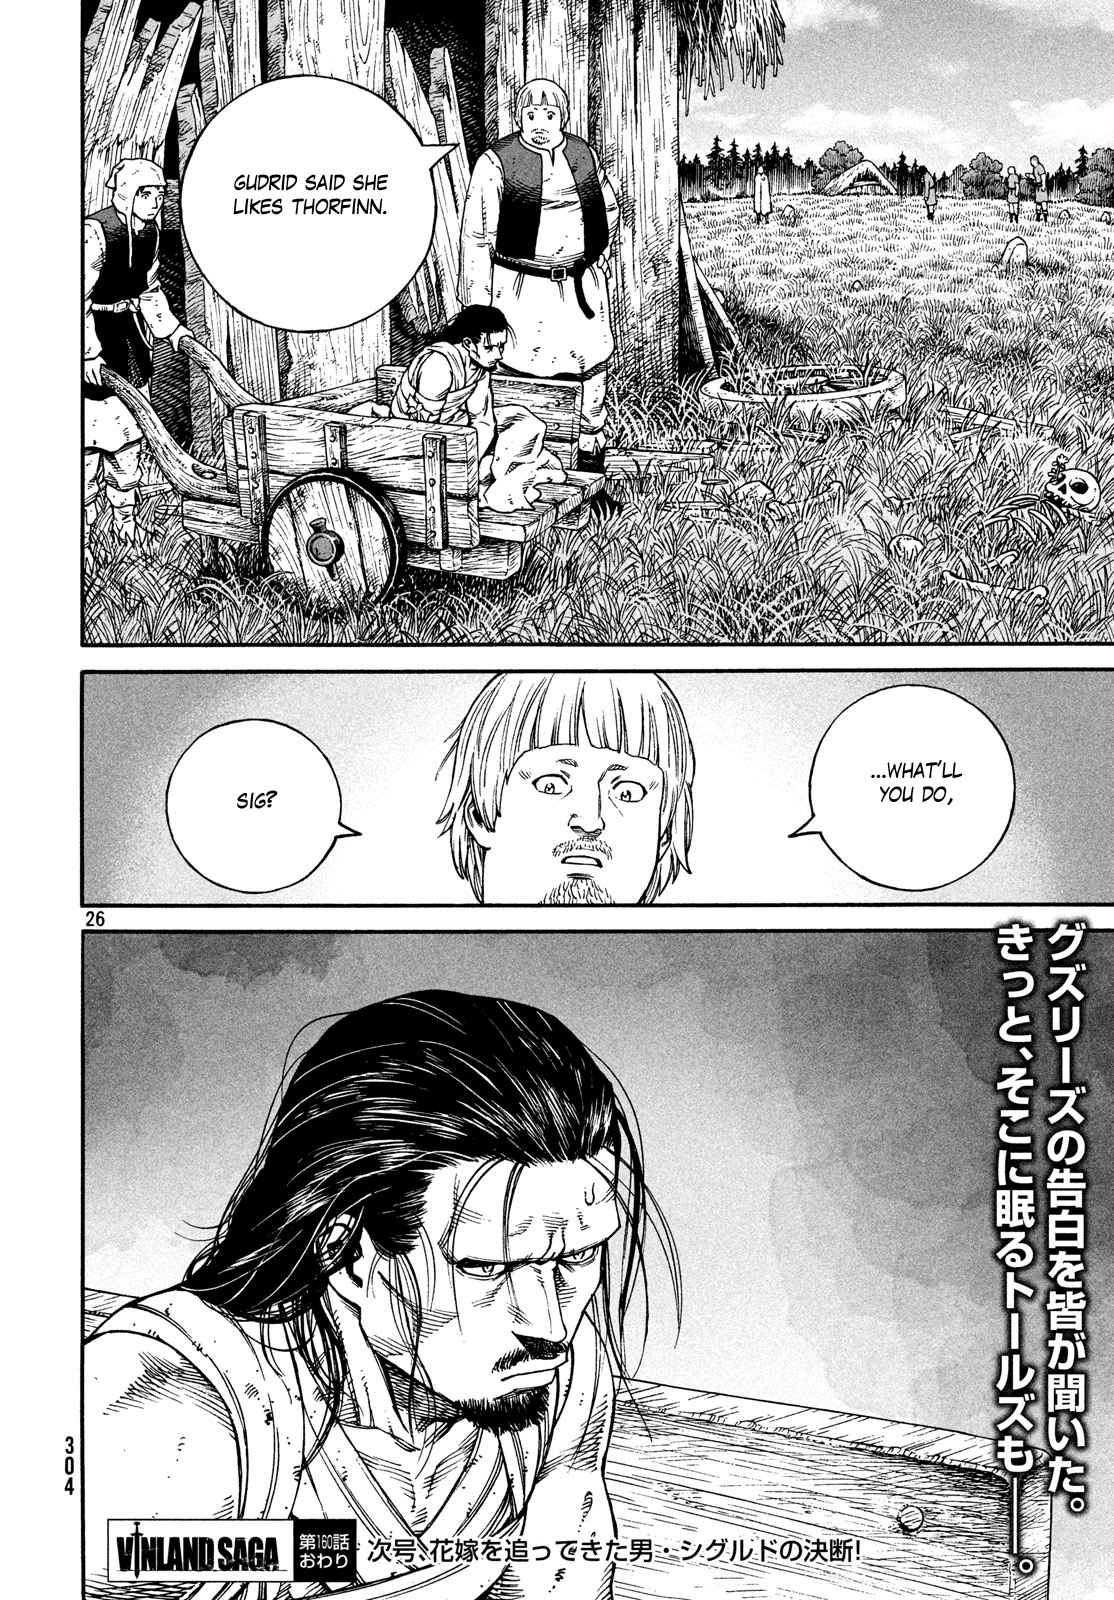 GUDRID SAID SHE
LIKES THORFINN.
...WHAT'LL
YOU DO,
SIG?
26
グズリーズの告白を皆が聞いた。
きっと、そこに眠るトールズも――。
304
VINLAND SAGA
第160話
おわり
次号、花嫁を追ってきた男・シグルドの決断!